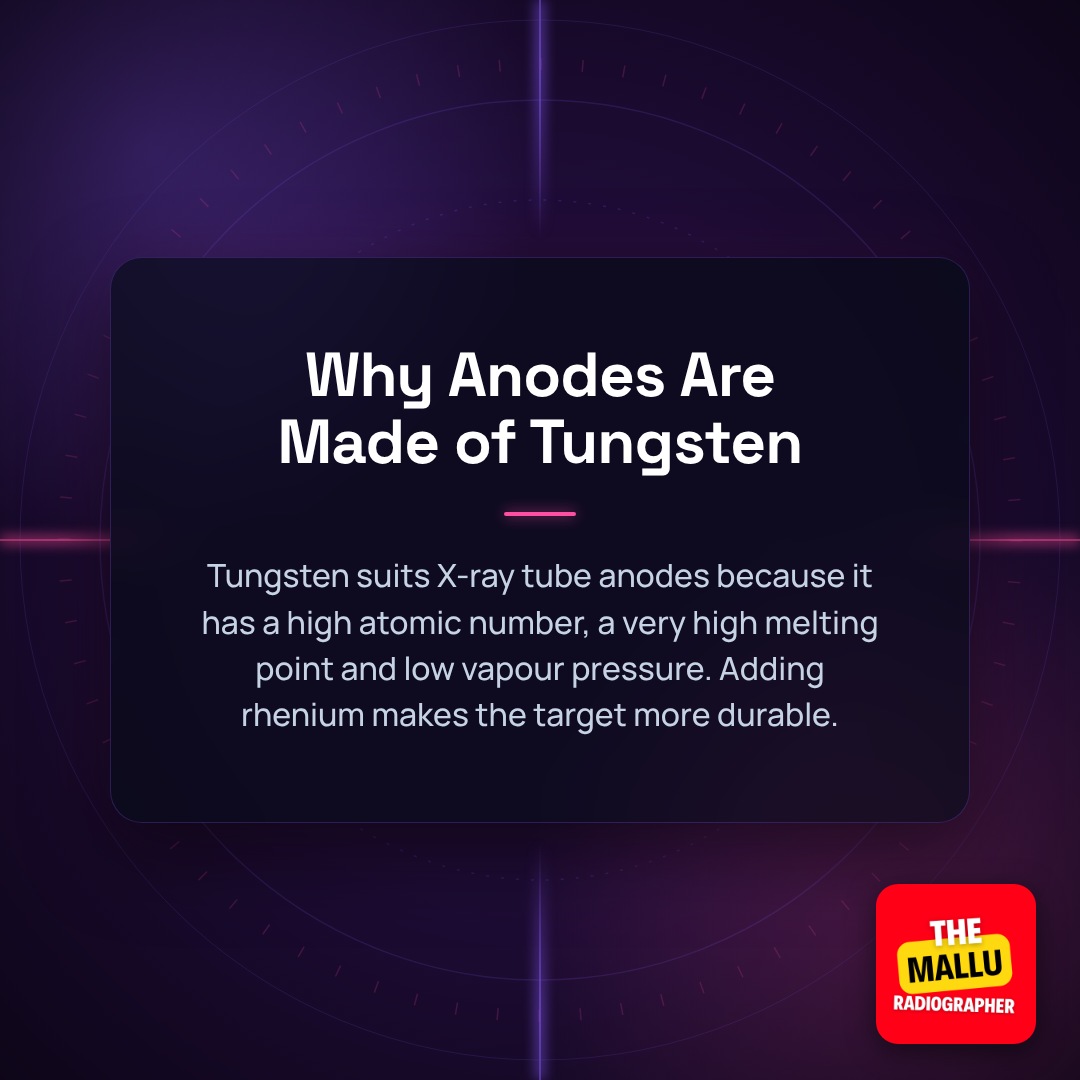 Why Anodes Are
Made of Tungsten
Tungsten suits X-ray tube anodes because it
has a high atomic number, a very high melting
point and low vapour pressure. Adding
rhenium makes the target more durable.
THE
MALLU
RADIOGRAPHER